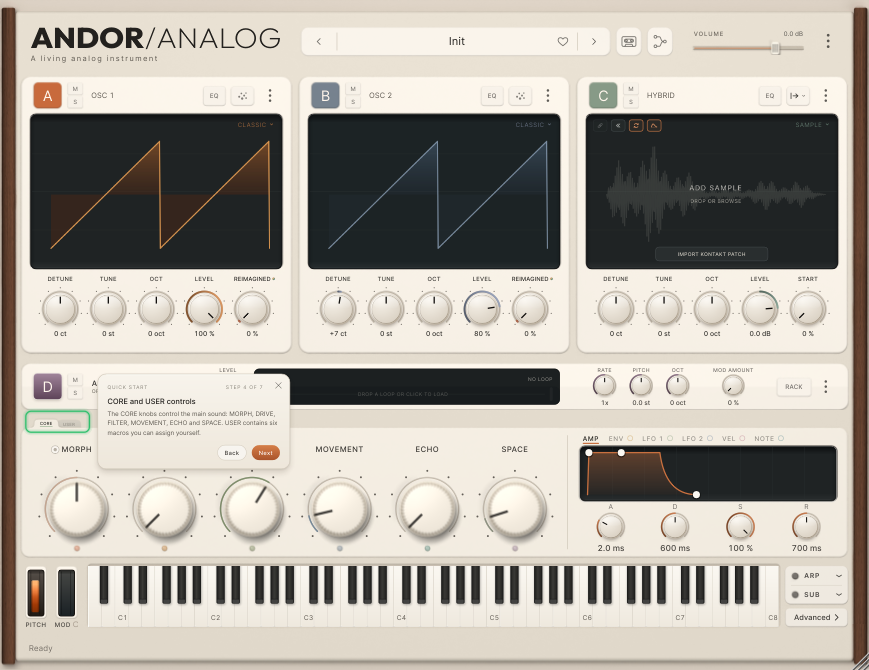 ANDOR/ANALOG
A living analog instrument
Init
VOLUME 0.0 dB
A M S OSC 1 EQ
CLASSIC
DETUNE TUNE OCT LEVEL REIMAGINED
0 ct 0 st 0 oct 100 % 0 %
B M S OSC 2 EQ
CLASSIC
DETUNE TUNE OCT LEVEL REIMAGINED
+7 ct 0 st 0 oct 80 % 0 %
C M S HYBRID EQ
SAMPLE
ADD SAMPLE
DROP OR BROWSE
IMPORT KONTAKT PATCH
DETUNE TUNE OCT LEVEL START
0 ct 0 st 0 oct 0.0 dB 0 %
D M S
LEVEL
NO LOOP
DROP A LOOP OR CLICK TO LOAD
RATE PITCH OCT MOD AMOUNT
1x 0.0 st 0 oct 0 %
RACK
CORE USER
QUICK START STEP 4 OF 7
CORE and USER controls
The CORE knobs control the main sound: MORPH, DRIVE,
FILTER, MOVEMENT, ECHO and SPACE. USER contains six
macros you can assign yourself.
Back Next
MORPH MOVEMENT ECHO SPACE
AMP ENV LFO 1 LFO 2 VEL NOTE
A D S R
2.0 ms 600 ms 100 % 700 ms
PITCH MOD
C1 C2 C3 C4 C5 C6 C7 C8
ARP
SUB
Advanced
Ready